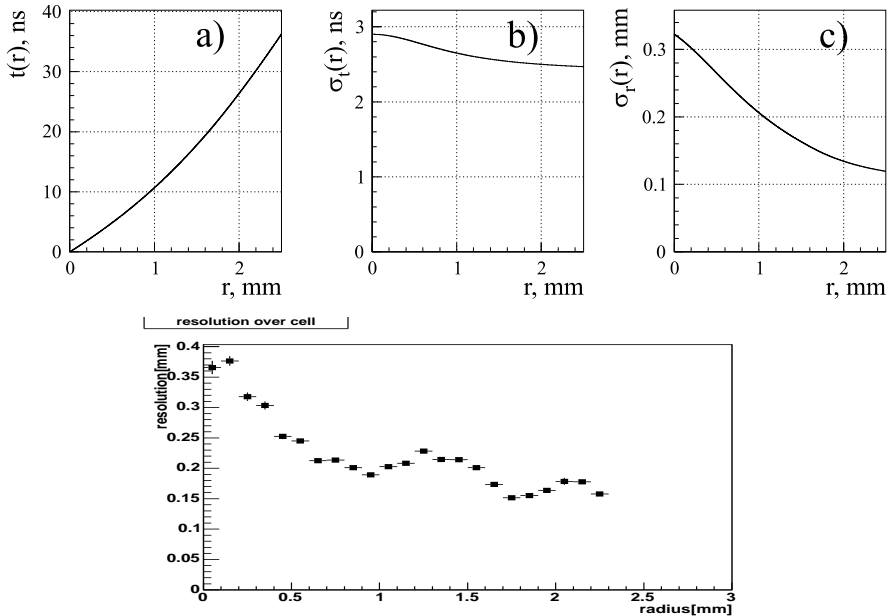 a)
t(r), ns
40
30
20
10
0
0 1 2
r, mm
b)
σt(r), ns
3
2
1
0
0 1 2
r, mm
c)
σr(r), mm
0.3
0.2
0.1
0
0 1 2
r, mm
resolution over cell
resolution[mm]
0.4
0.35
0.3
0.25
0.2
0.15
0.1
0.05
0
0 0.5 1 1.5 2 2.5 3
radius[mm]